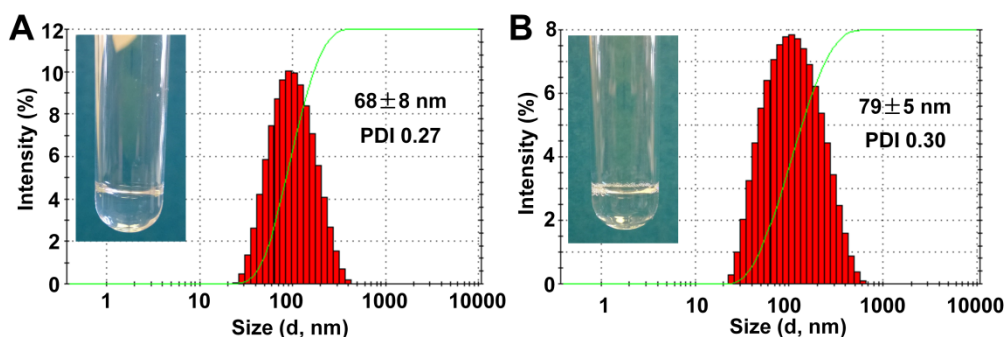 A
Intensity (%)
12
10
8
6
4
2
0
68±8 nm
PDI 0.27
1 10 100 1000 10000
Size (d, nm)
B
Intensity (%)
8
6
4
2
0
79±5 nm
PDI 0.30
1 10 100 1000 10000
Size (d, nm)